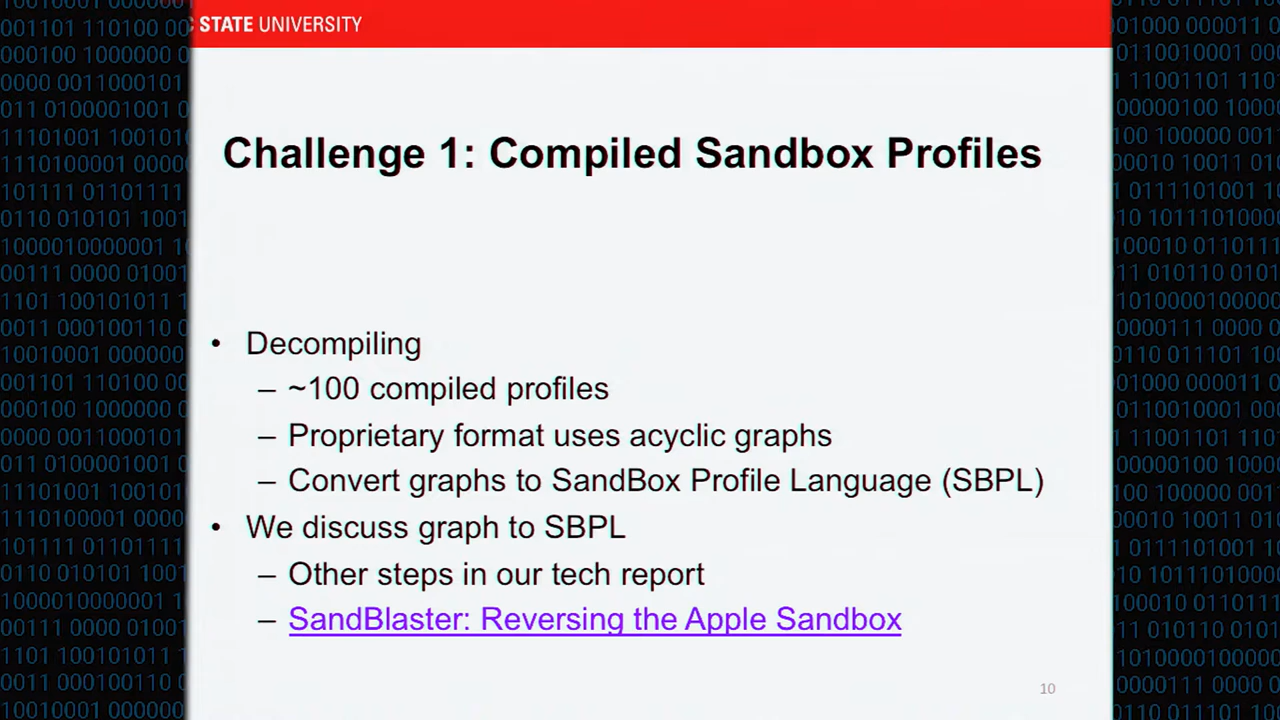 STATE UNIVERSITY
Challenge 1: Compiled Sandbox Profiles
• Decompiling
– ~100 compiled profiles
– Proprietary format uses acyclic graphs
– Convert graphs to SandBox Profile Language (SBPL)
• We discuss graph to SBPL
– Other steps in our tech report
– SandBlaster: Reversing the Apple Sandbox
10